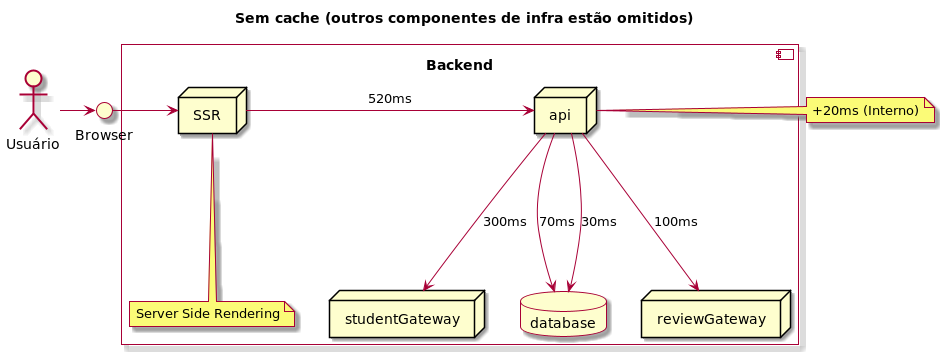 Sem cache (outros componentes de infra estão omitidos)
Backend
520ms
SSR
api
+20ms (Interno)
Usuário
Browser
300ms
70ms
30ms
100ms
Server Side Rendering
studentGateway
database
reviewGateway